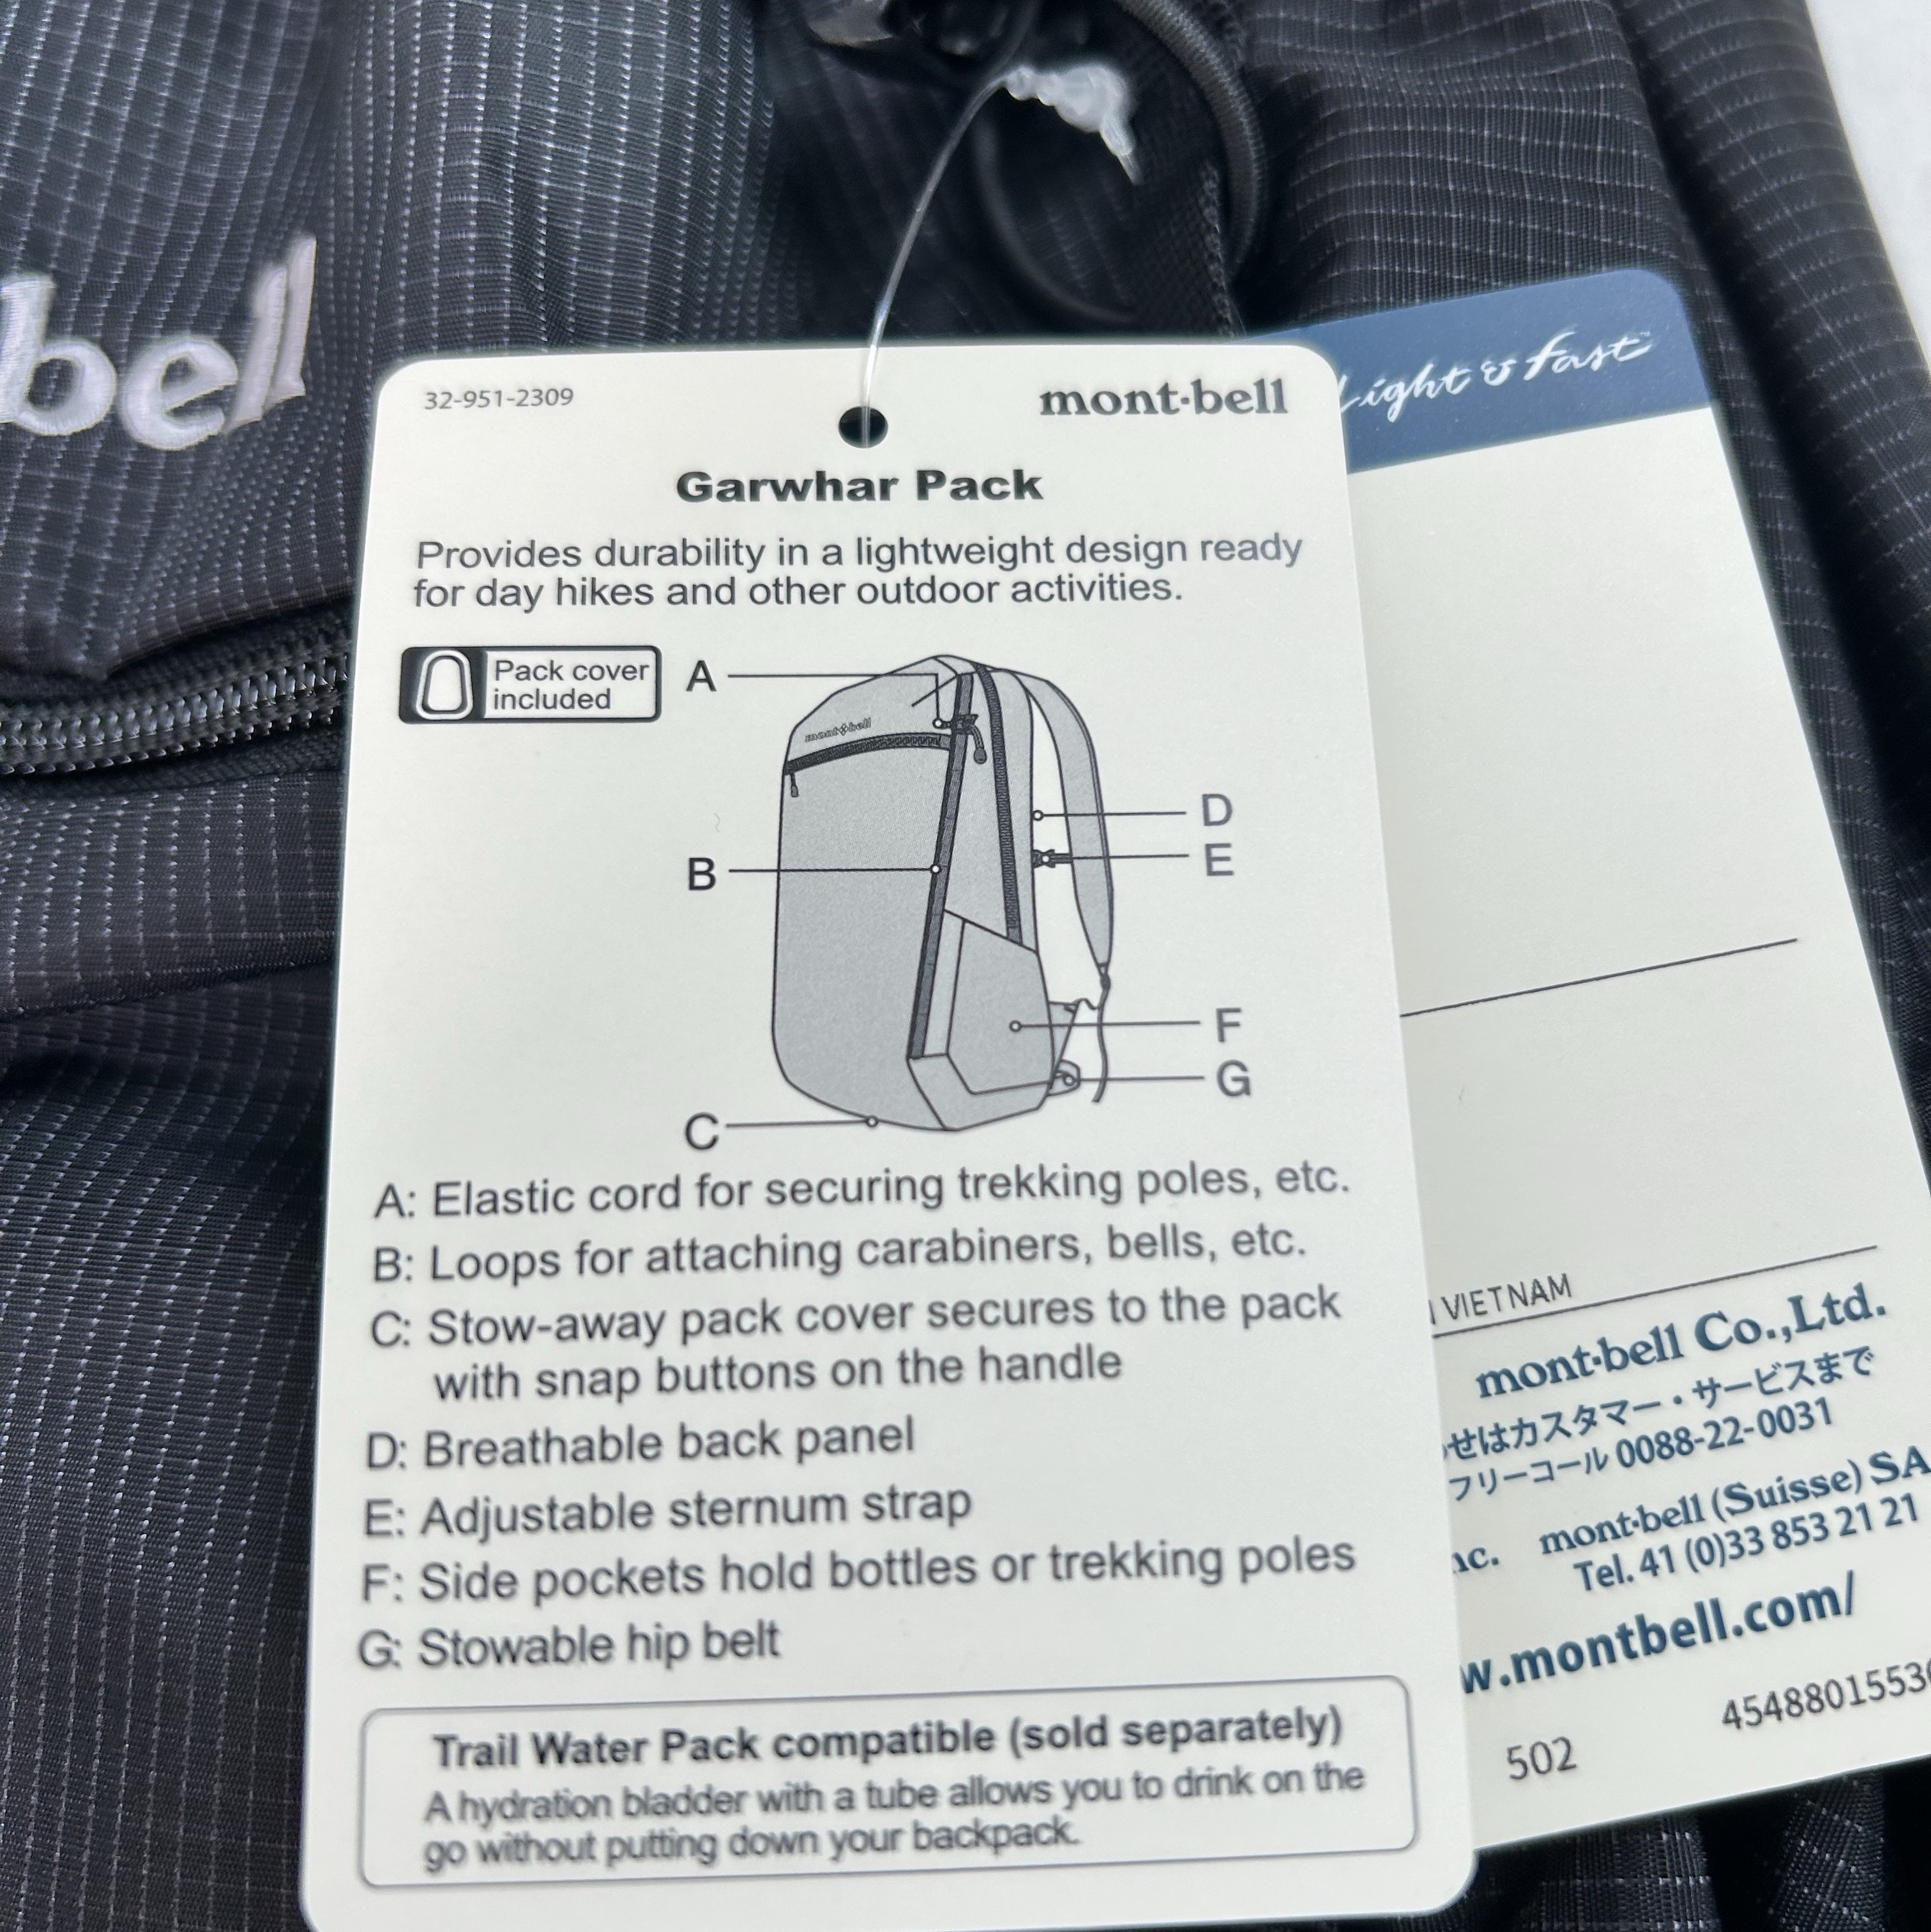 bell
32-951-2309
mont·bell
Garwhar Pack
Provides durability in a lightweight design ready
for day hikes and other outdoor activities.
Pack cover
included
A
mont bell
B
C
D
E
F
G
A: Elastic cord for securing trekking poles, etc.
B: Loops for attaching carabiners, bells, etc.
C: Stow-away pack cover secures to the pack
with snap buttons on the handle
D: Breathable back panel
E: Adjustable sternum strap
F: Side pockets hold bottles or trekking poles
G: Stowable hip belt
Trail Water Pack compatible (sold separately)
A hydration bladder with a tube allows you to drink on the
go without putting down your backpack.
Light & Fast
VIETNAM
mont·bell Co.,Ltd.
せはカスタマー・サービスまで
フリーコール 0088-22-0031
mont·bell (Suisse) SA
Tel. 41 (0)33 853 21 21
w.montbell.com/
502
4548801553